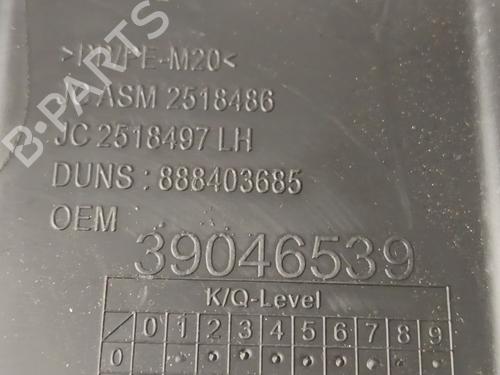 B-PARTS
ASM 2518486
JC 2518497 LH
DUNS : 888403685
OEM
39046539
K/Q-Level
0 1 2 3 4 5 6 7 8 9
0